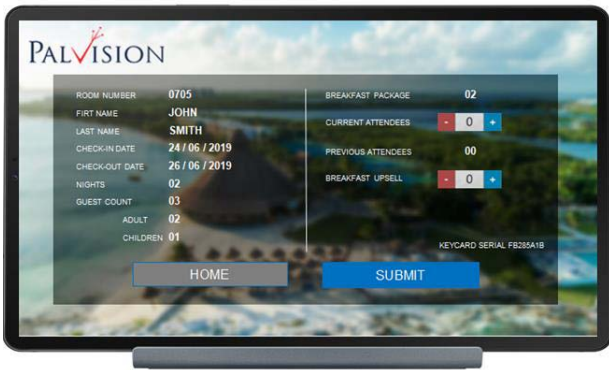 PALVISION
ROOM NUMBER 0705
FIRT NAME JOHN
LAST NAME SMITH
CHECK-IN DATE 24 / 06 / 2019
CHECK-OUT DATE 26 / 06 / 2019
NIGHTS 02
GUEST COUNT 03
ADULT 02
CHILDREN 01
BREAKFAST PACKAGE 02
CURRENT ATTENDEES - 0 +
PREVIOUS ATTENDEES 00
BREAKFAST UPSELL - 0 +
KEYCARD SERIAL FB285A1B
HOME
SUBMIT